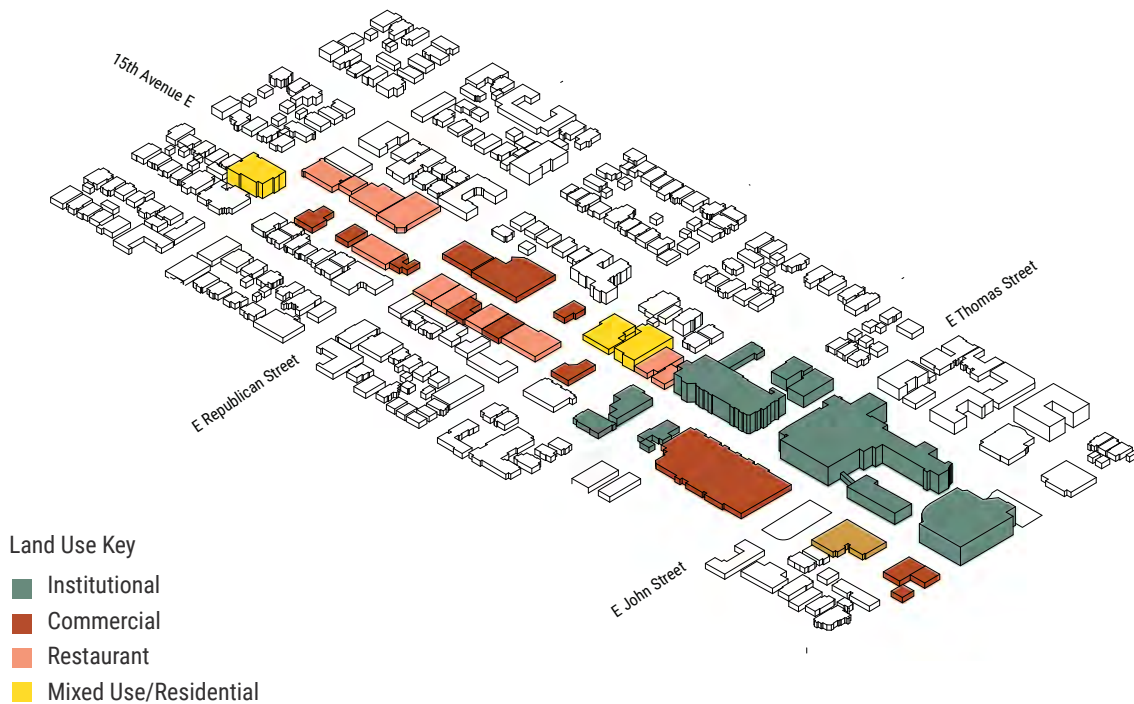 15th Avenue E
E Thomas Street
E Republican Street
E John Street
Land Use Key
Institutional
Commercial
Restaurant
Mixed Use/Residential